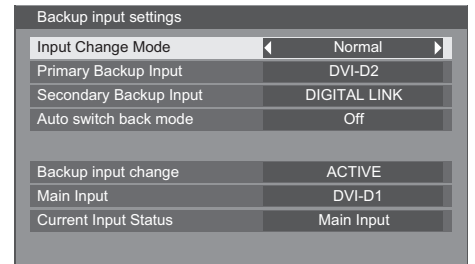 Backup input settings
Input Change Mode Normal
Primary Backup Input DVI-D2
Secondary Backup Input DIGITAL LINK
Auto switch back mode Off
Backup input change ACTIVE
Main Input DVI-D1
Current Input Status Main Input